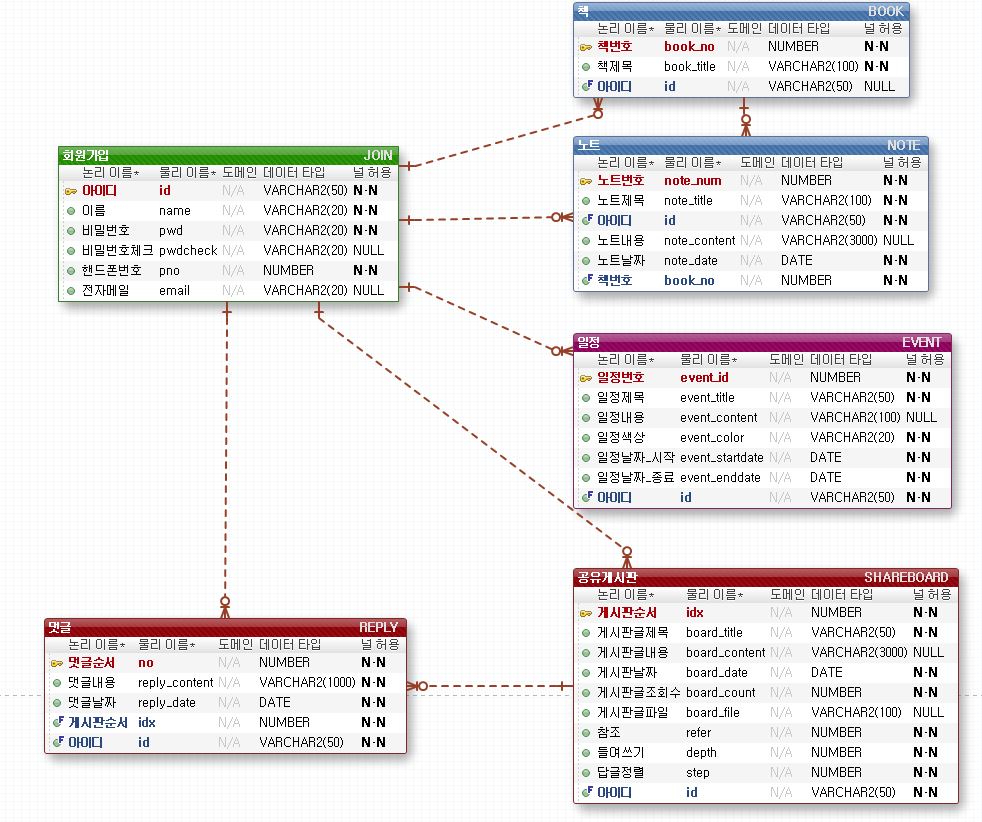 책 BOOK
논리 이름* 물리 이름* 도메인 데이터 타입 널 허용
책번호 book_no N/A NUMBER N·N
책제목 book_title N/A VARCHAR2(100) N·N
아이디 id N/A VARCHAR2(50) NULL
노트 NOTE
논리 이름* 물리 이름* 도메인 데이터 타입 널 허용
노트번호 note_num N/A NUMBER N·N
노트제목 note_title N/A VARCHAR2(100) N·N
아이디 id N/A VARCHAR2(50) N·N
노트내용 note_content N/A VARCHAR2(3000) NULL
노트날짜 note_date N/A DATE N·N
책번호 book_no N/A NUMBER N·N
회원가입 JOIN
논리 이름* 물리 이름* 도메인 데이터 타입 널 허용
아이디 id N/A VARCHAR2(50) N·N
이름 name N/A VARCHAR2(20) N·N
비밀번호 pwd N/A VARCHAR2(20) N·N
비밀번호체크 pwdcheck N/A VARCHAR2(20) NULL
핸드폰번호 pno N/A NUMBER N·N
전자메일 email N/A VARCHAR2(20) NULL
일정 EVENT
논리 이름* 물리 이름* 도메인 데이터 타입 널 허용
일정번호 event_id N/A NUMBER N·N
일정제목 event_title N/A VARCHAR2(50) N·N
일정내용 event_content N/A VARCHAR2(100) NULL
일정색상 event_color N/A VARCHAR2(20) N·N
일정날짜_시작 event_startdate N/A DATE N·N
일정날짜_종료 event_enddate N/A DATE N·N
아이디 id N/A VARCHAR2(50) N·N
공유게시판 SHAREBOARD
논리 이름* 물리 이름* 도메인 데이터 타입 널 허용
게시판순서 idx N/A NUMBER N·N
게시판글제목 board_title N/A VARCHAR2(50) N·N
게시판글내용 board_content N/A VARCHAR2(3000) NULL
게시판날짜 board_date N/A DATE N·N
게시판글조회수 board_count N/A NUMBER N·N
게시판글파일 board_file N/A VARCHAR2(100) NULL
참조 refer N/A NUMBER N·N
들여쓰기 depth N/A NUMBER N·N
답글정렬 step N/A NUMBER N·N
아이디 id N/A VARCHAR2(50) N·N
댓글 REPLY
논리 이름* 물리 이름* 도메인 데이터 타입 널 허용
댓글순서 no N/A NUMBER N·N
댓글내용 reply_content N/A VARCHAR2(1000) N·N
댓글날짜 reply_date N/A DATE N·N
게시판순서 idx N/A NUMBER N·N
아이디 id N/A VARCHAR2(50) N·N